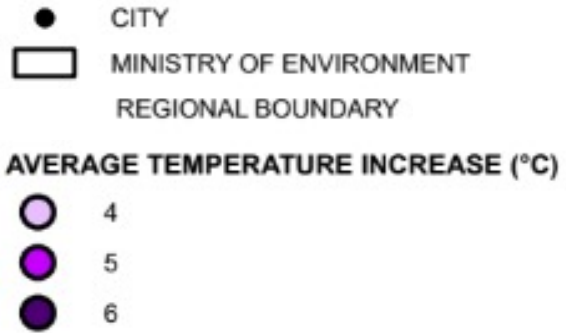 CITY
MINISTRY OF ENVIRONMENT
REGIONAL BOUNDARY
AVERAGE TEMPERATURE INCREASE (°C)
4
5
6